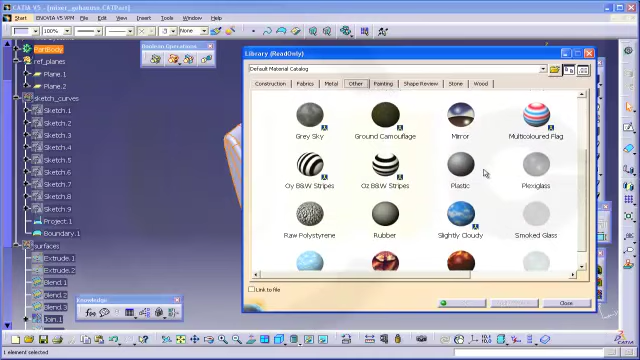 CATIA V5 - [mixer_gehaeuse.CATPart]
Start ENOVIA V5 VPM File Edit View Insert Tools Window Help
100% None
PartBody
ref_planes
Plane.1
Plane.2
sketch_curves
Sketch.1
Sketch.2
Sketch.3
Sketch.4
Sketch.5
Sketch.6
Sketch.7
Sketch.8
Sketch.9
Project.1
Boundary.1
surfaces
Extrude.1
Extrude.2
Blend.1
Blend.2
Blend.3
Join.1
Boolean Operations
Knowledge
Library (ReadOnly)
Default Material Catalog
Construction Fabrics Metal Other Painting Shape Review Stone Wood
Grey Sky Ground Camouflage Mirror Multicoloured Flag
Oy B&W Stripes Oz B&W Stripes Plastic Plexiglass
Raw Polystyrene Rubber Slightly Cloudy Smoked Glass
Link to file
Close
1 element selected